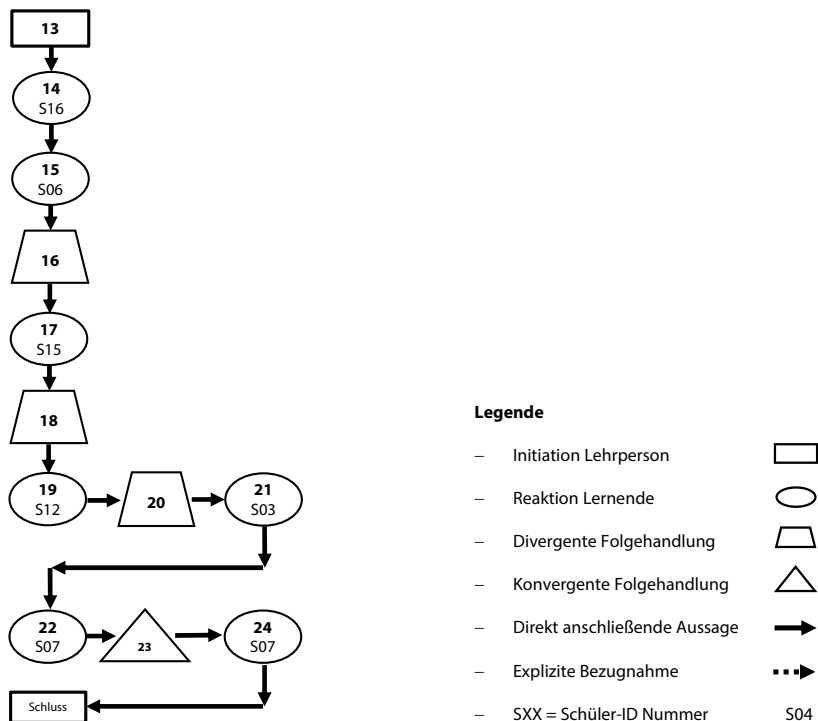 13
14
S16
15
S06
16
17
S15
18
19
S12
20
21
S03
22
S07
23
24
S07
Schluss
Legende
– Initiation Lehrperson
– Reaktion Lernende
– Divergente Folgehandlung
– Konvergente Folgehandlung
– Direkt anschließende Aussage
– Explizite Bezugnahme
– SXX = Schüler-ID Nummer S04